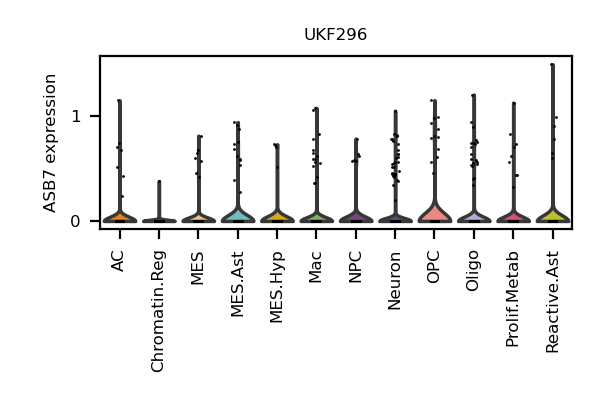 UKF296
ASB7 expression
1
0
AC
Chromatin.Reg
MES
MES.Ast
MES.Hyp
Mac
NPC
Neuron
OPC
Oligo
Prolif.Metab
Reactive.Ast